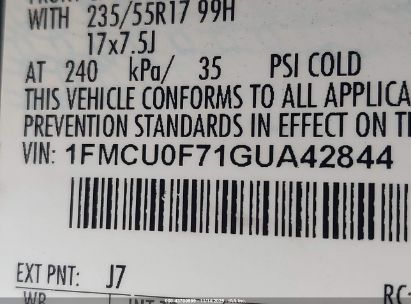 WITH 235/55R17 99H
17x7.5J
AT 240 kPa/ 35 PSI COLD
THIS VEHICLE CONFORMS TO ALL APPLICA
PREVENTION STANDARDS IN EFFECT ON T
VIN: 1FMCU0F71GUA42844
EXT PNT: J7
RC: